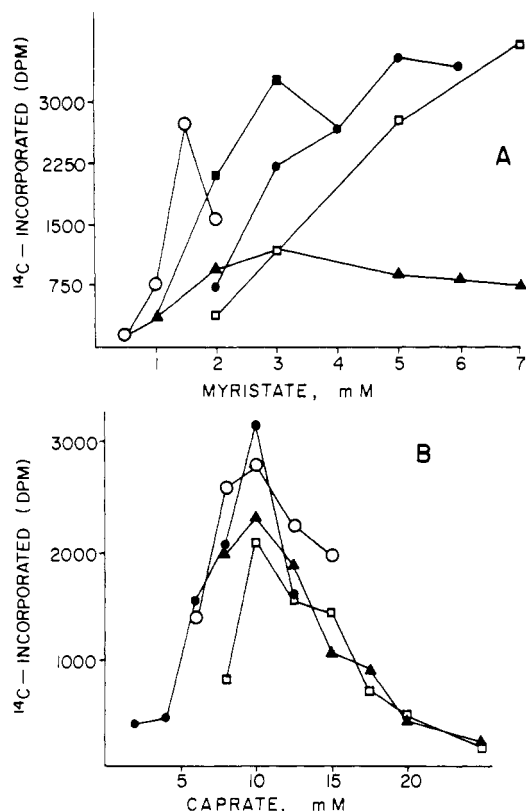 ¹⁴C – INCORPORATED (DPM)
3000
2250
1500
750
A
1 2 3 4 5 6 7
MYRISTATE, mM
¹⁴C – INCORPORATED (DPM)
3000
2000
1000
B
5 10 15 20
CAPRATE, mM